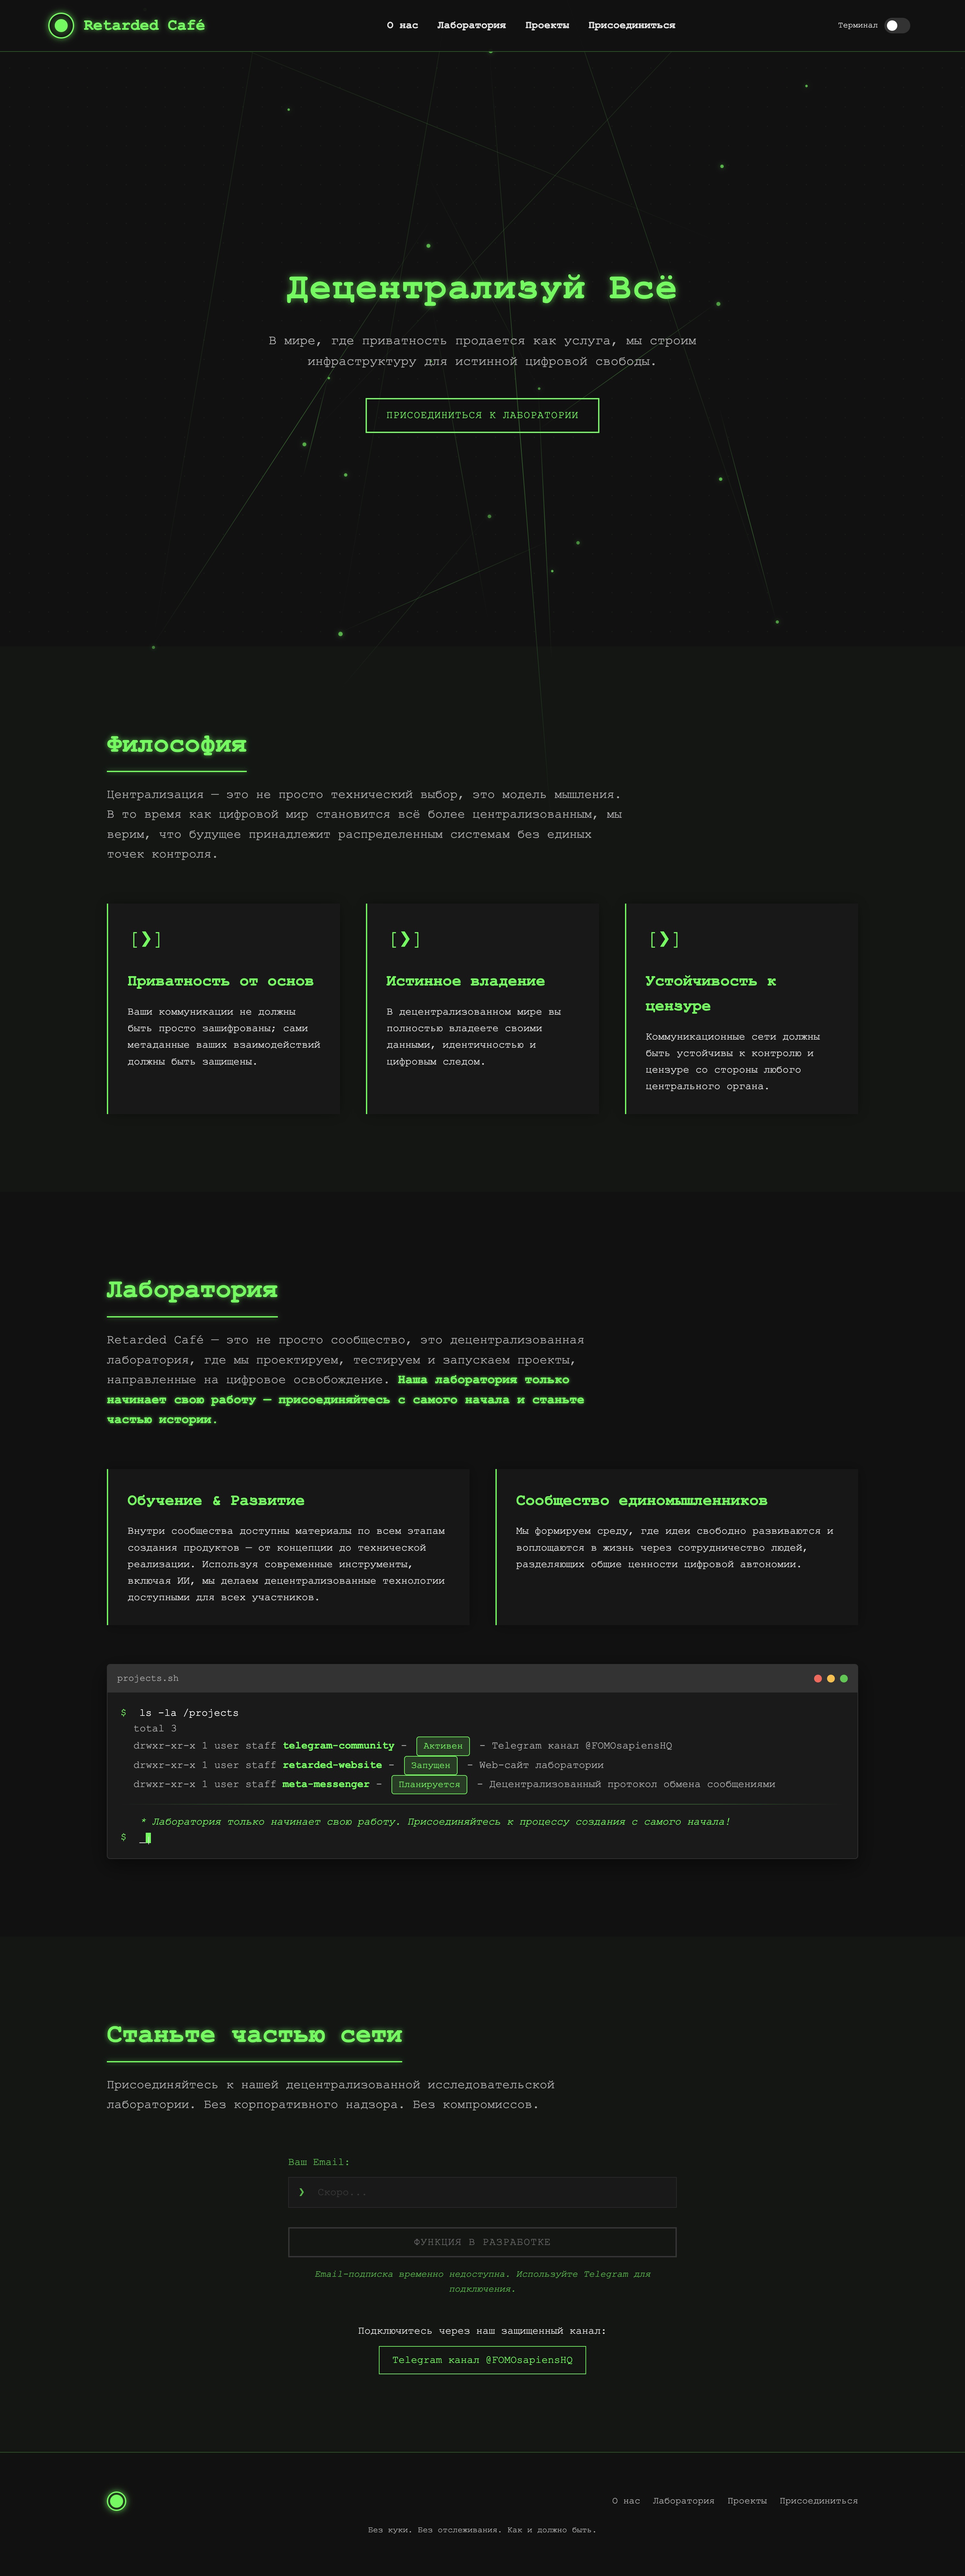 Retarded Café
О нас Лаборатория Проекты Присоединиться
Терминал
Децентрализуй Всё
В мире, где приватность продается как услуга, мы строим
инфраструктуру для истинной цифровой свободы.
ПРИСОЕДИНИТЬСЯ К ЛАБОРАТОРИИ
Философия
Централизация — это не просто технический выбор, это модель мышления.
В то время как цифровой мир становится всё более централизованным, мы
верим, что будущее принадлежит распределенным системам без единых
точек контроля.
[❯]
Приватность от основ
Ваши коммуникации не должны
быть просто зашифрованы; сами
метаданные ваших взаимодействий
должны быть защищены.
[❯]
Истинное владение
В децентрализованном мире вы
полностью владеете своими
данными, идентичностью и
цифровым следом.
[❯]
Устойчивость к
цензуре
Коммуникационные сети должны
быть устойчивы к контролю и
цензуре со стороны любого
центрального органа.
Лаборатория
Retarded Café — это не просто сообщество, это децентрализованная
лаборатория, где мы проектируем, тестируем и запускаем проекты,
направленные на цифровое освобождение. Наша лаборатория только
начинает свою работу — присоединяйтесь с самого начала и станьте
частью истории.
Обучение & Развитие
Внутри сообщества доступны материалы по всем этапам
создания продуктов — от концепции до технической
реализации. Используя современные инструменты,
включая ИИ, мы делаем децентрализованные технологии
доступными для всех участников.
Сообщество единомышленников
Мы формируем среду, где идеи свободно развиваются и
воплощаются в жизнь через сотрудничество людей,
разделяющих общие ценности цифровой автономии.
projects.sh
$ ls -la /projects
total 3
drwxr-xr-x 1 user staff telegram-community - Активен - Telegram канал @FOMOsapiensHQ
drwxr-xr-x 1 user staff retarded-website - Запущен - Web-сайт лаборатории
drwxr-xr-x 1 user staff meta-messenger - Планируется - Децентрализованный протокол обмена сообщениями
* Лаборатория только начинает свою работу. Присоединяйтесь к процессу создания с самого начала!
$ _
Станьте частью сети
Присоединяйтесь к нашей децентрализованной исследовательской
лаборатории. Без корпоративного надзора. Без компромиссов.
Ваш Email:
❯ Скоро...
ФУНКЦИЯ В РАЗРАБОТКЕ
Email-подписка временно недоступна. Используйте Telegram для
подключения.
Подключитесь через наш защищенный канал:
Telegram канал @FOMOsapiensHQ
О нас Лаборатория Проекты Присоединиться
Без куки. Без отслеживания. Как и должно быть.